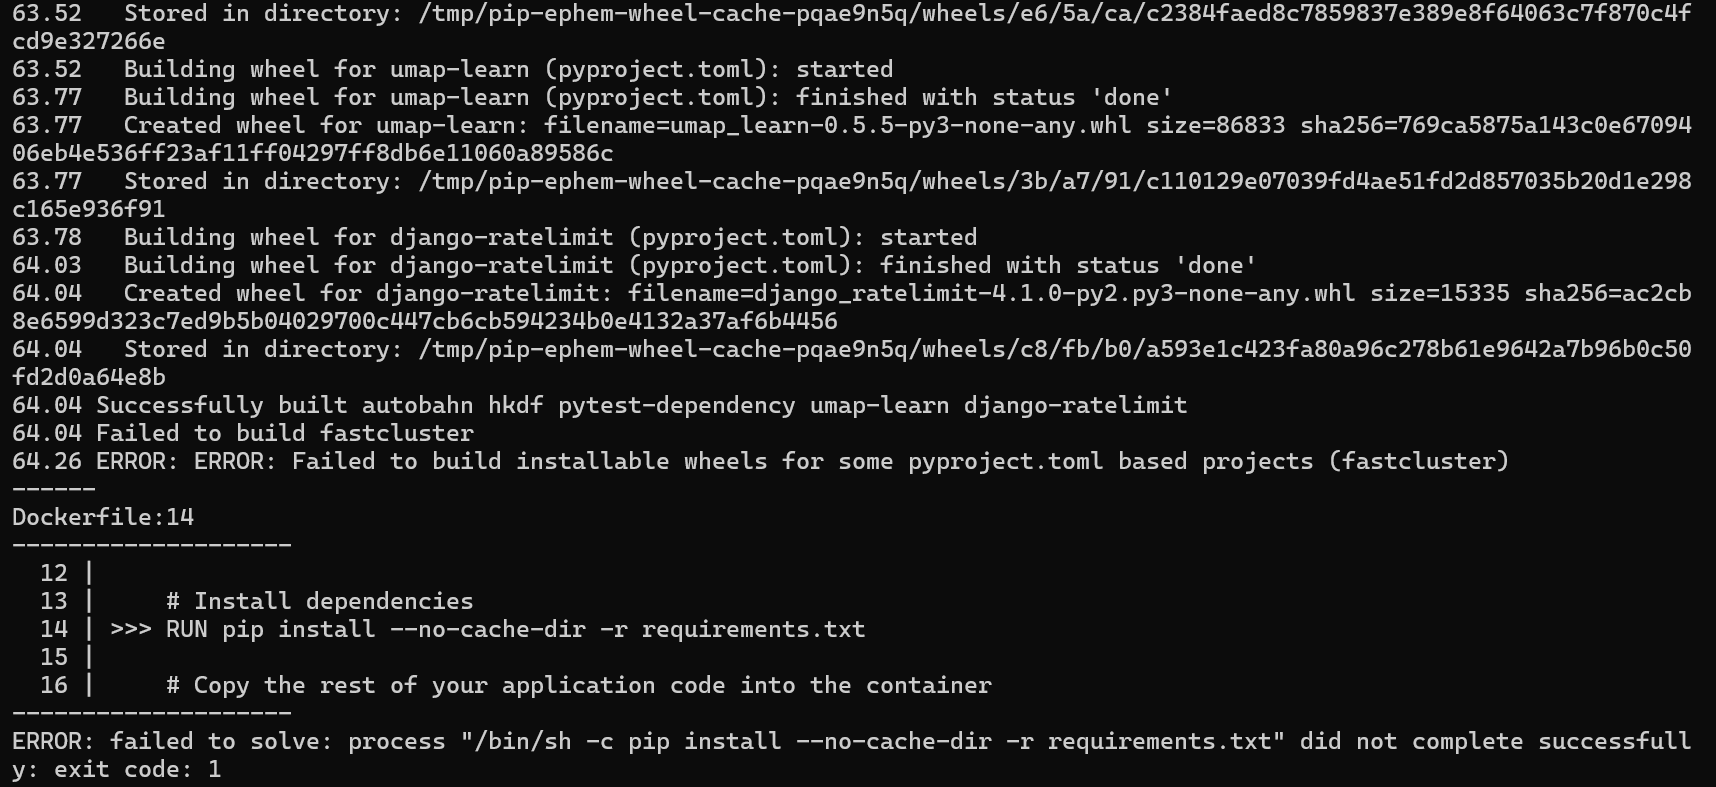 63.52   Stored in directory: /tmp/pip-ephem-wheel-cache-pqae9n5q/wheels/e6/5a/ca/c2384faed8c7859837e389e8f64063c7f870c4f
cd9e327266e
63.52   Building wheel for umap-learn (pyproject.toml): started
63.77   Building wheel for umap-learn (pyproject.toml): finished with status 'done'
63.77   Created wheel for umap-learn: filename=umap_learn-0.5.5-py3-none-any.whl size=86833 sha256=769ca5875a143c0e67094
06eb4e536ff23af11ff04297ff8db6e11060a89586c
63.77   Stored in directory: /tmp/pip-ephem-wheel-cache-pqae9n5q/wheels/3b/a7/91/c110129e07039fd4ae51fd2d857035b20d1e298
c165e936f91
63.78   Building wheel for django-ratelimit (pyproject.toml): started
64.03   Building wheel for django-ratelimit (pyproject.toml): finished with status 'done'
64.04   Created wheel for django-ratelimit: filename=django_ratelimit-4.1.0-py2.py3-none-any.whl size=15335 sha256=ac2cb
8e6599d323c7ed9b5b04029700c447cb6cb594234b0e4132a37af6b4456
64.04   Stored in directory: /tmp/pip-ephem-wheel-cache-pqae9n5q/wheels/c8/fb/b0/a593e1c423fa80a96c278b61e9642a7b96b0c50
fd2d0a64e8b
64.04 Successfully built autobahn hkdf pytest-dependency umap-learn django-ratelimit
64.04 Failed to build fastcluster
64.26 ERROR: ERROR: Failed to build installable wheels for some pyproject.toml based projects (fastcluster)
------
Dockerfile:14
--------------------
  12 |
  13 |     # Install dependencies
  14 | >>> RUN pip install --no-cache-dir -r requirements.txt
  15 |
  16 |     # Copy the rest of your application code into the container
--------------------
ERROR: failed to solve: process "/bin/sh -c pip install --no-cache-dir -r requirements.txt" did not complete successfull
y: exit code: 1